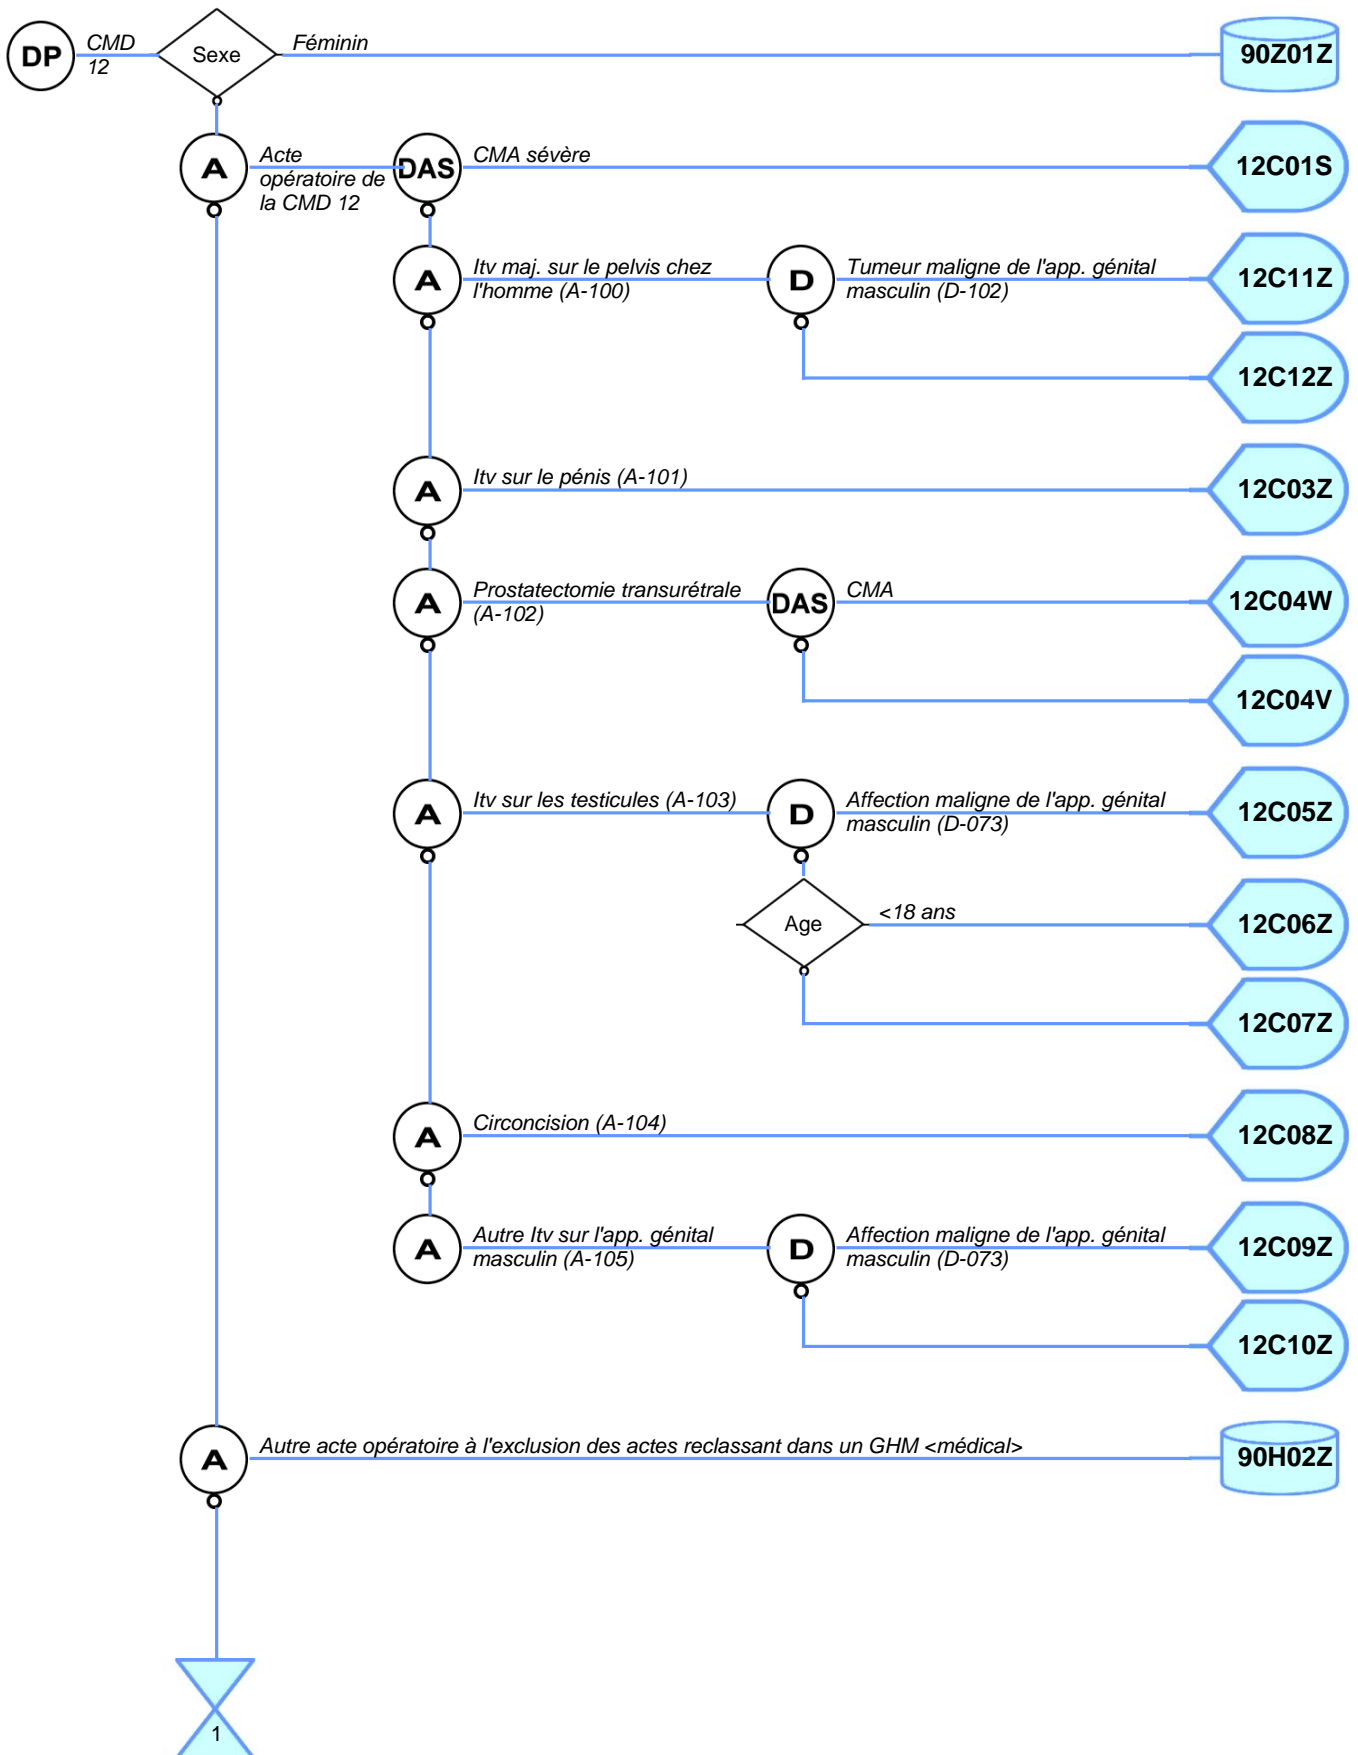 DP
CMD
12
Sexe
Féminin
90Z01Z
A
Acte
opératoire de
la CMD 12
DAS
CMA sévère
12C01S
A
Itv maj. sur le pelvis chez
l'homme (A-100)
D
Tumeur maligne de l'app. génital
masculin (D-102)
12C11Z
12C12Z
A
Itv sur le pénis (A-101)
12C03Z
A
Prostatectomie transurétrale
(A-102)
DAS
CMA
12C04W
12C04V
A
Itv sur les testicules (A-103)
D
Affection maligne de l'app. génital
masculin (D-073)
12C05Z
Age
<18 ans
12C06Z
12C07Z
A
Circoncision (A-104)
12C08Z
A
Autre Itv sur l'app. génital
masculin (A-105)
D
Affection maligne de l'app. génital
masculin (D-073)
12C09Z
12C10Z
A
Autre acte opératoire à l'exclusion des actes reclassant dans un GHM <médical>
90H02Z
1